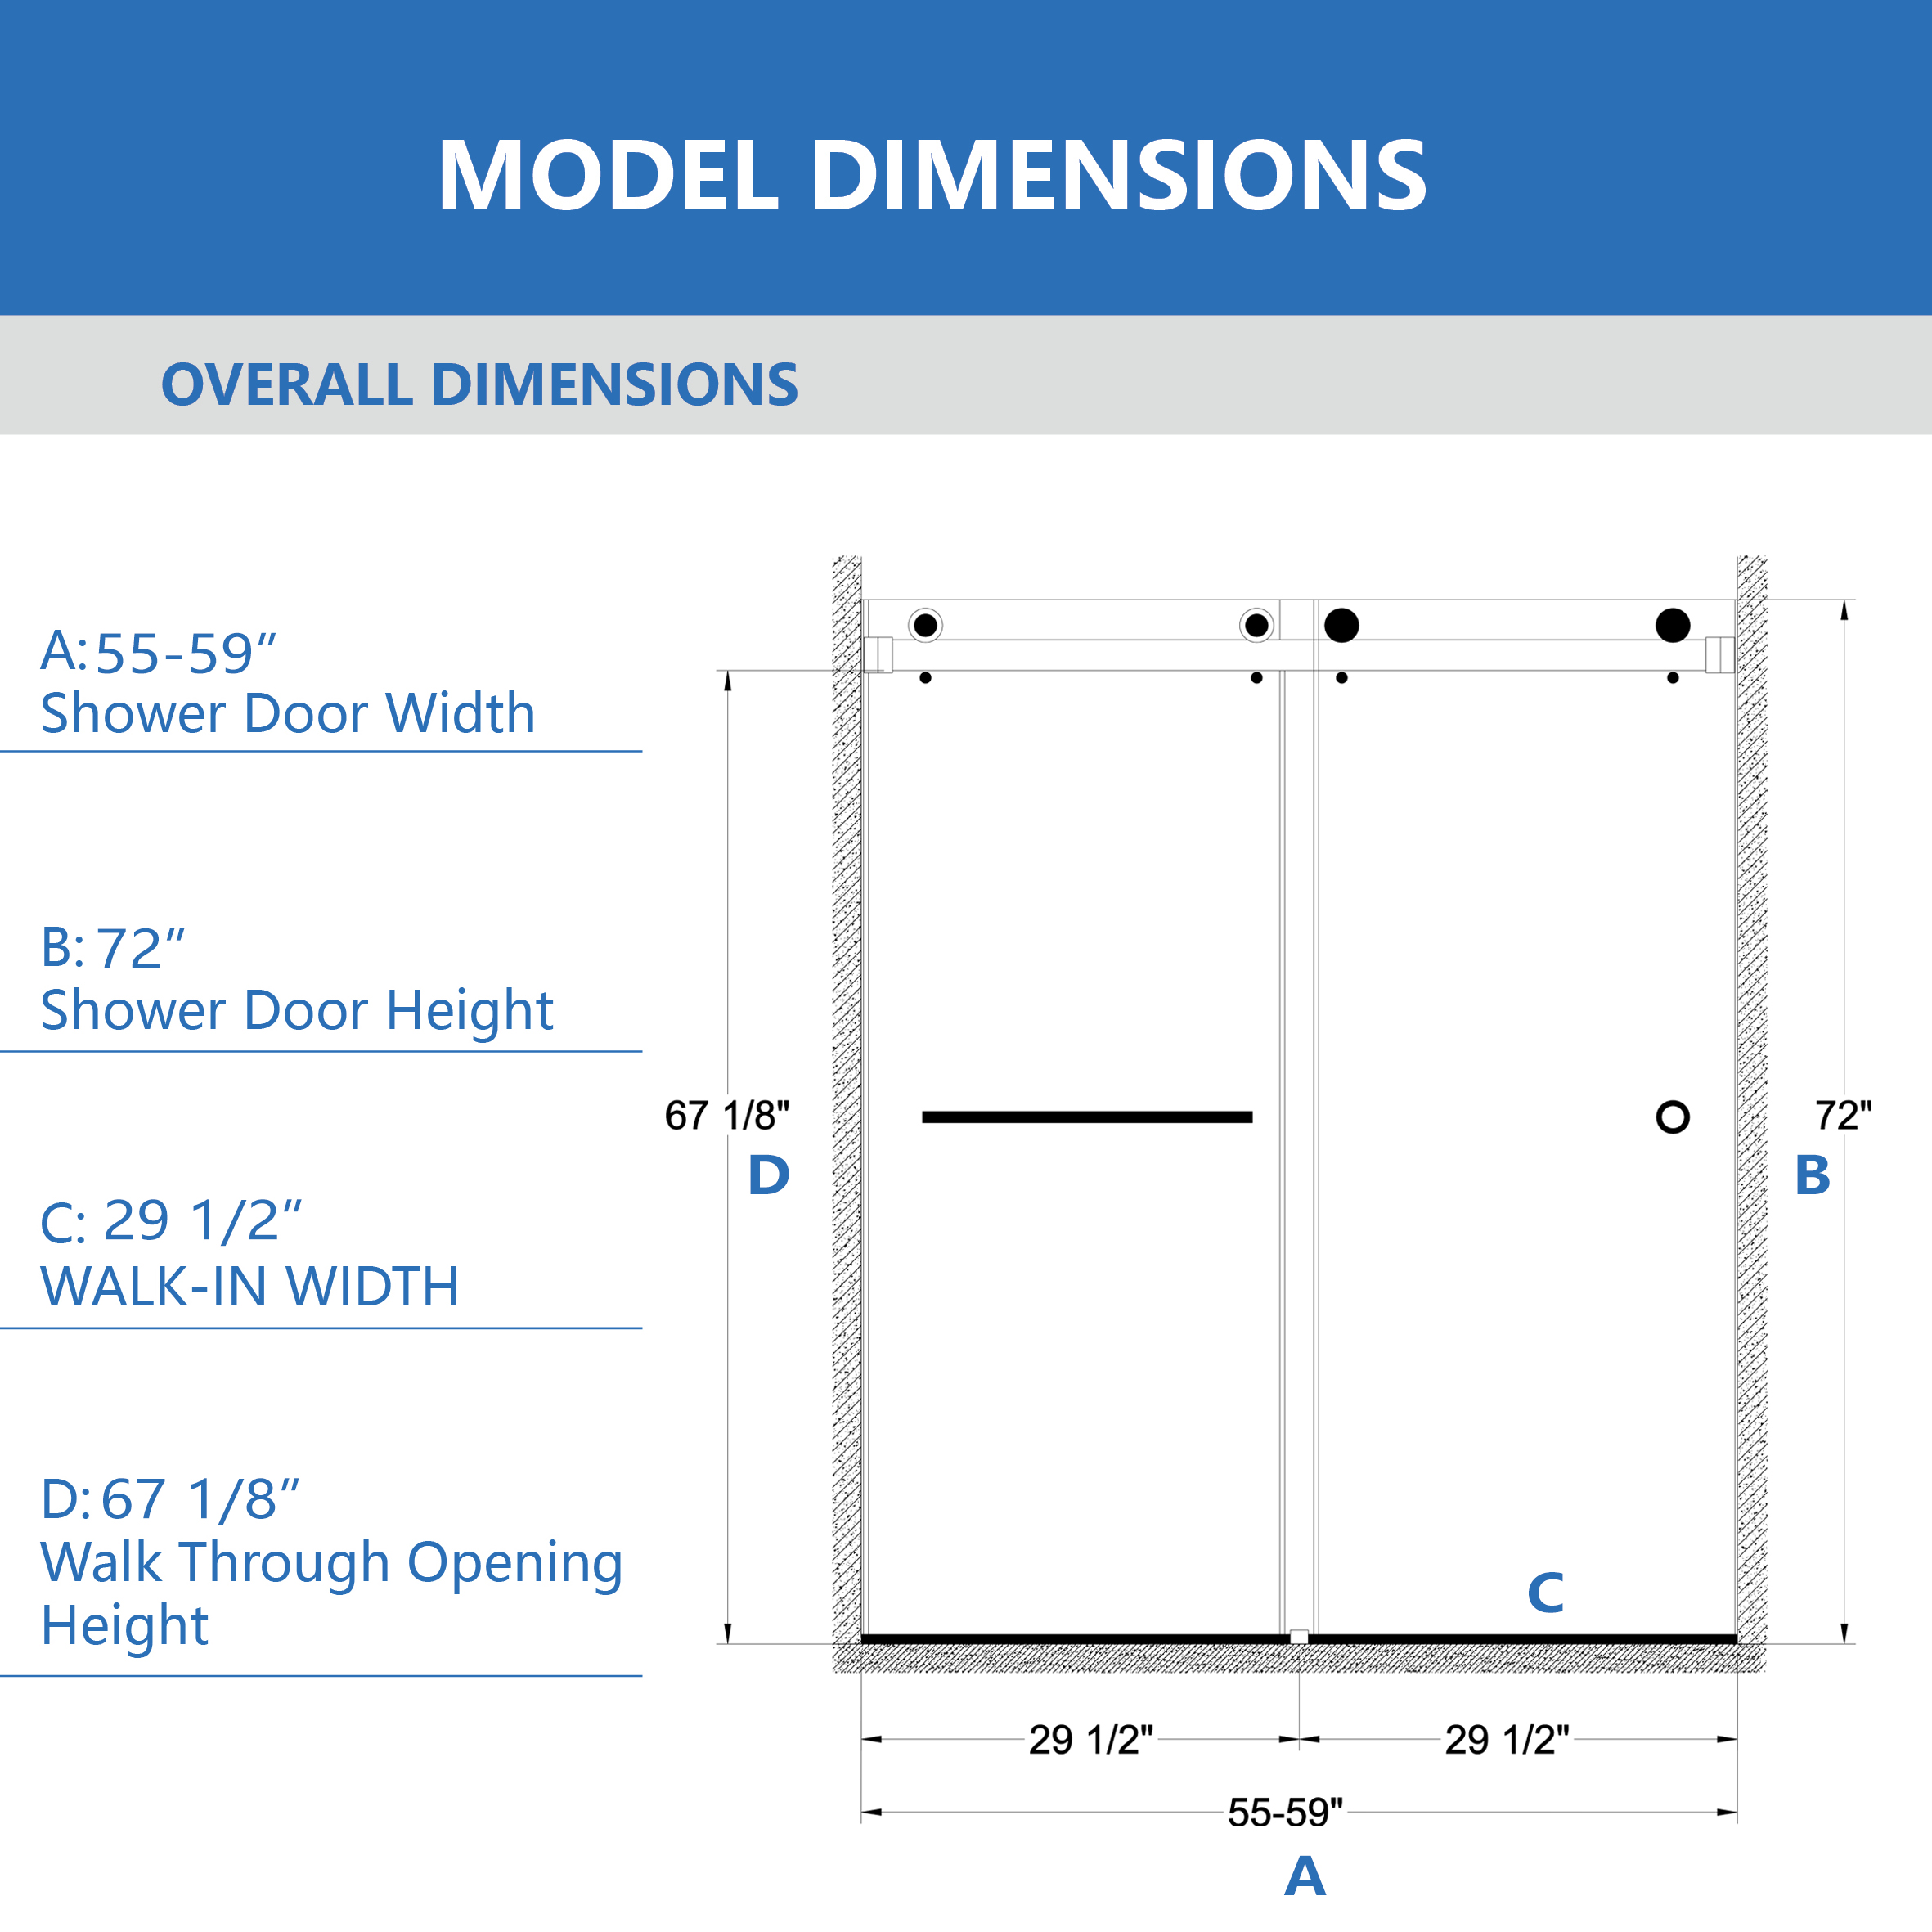 MODEL DIMENSIONS
OVERALL DIMENSIONS
A: 55-59”
Shower Door Width
B: 72”
Shower Door Height
C: 29 1/2”
WALK-IN WIDTH
D: 67 1/8”
Walk Through Opening
Height
67 1/8"
D
72"
B
C
29 1/2"
29 1/2"
55-59"
A